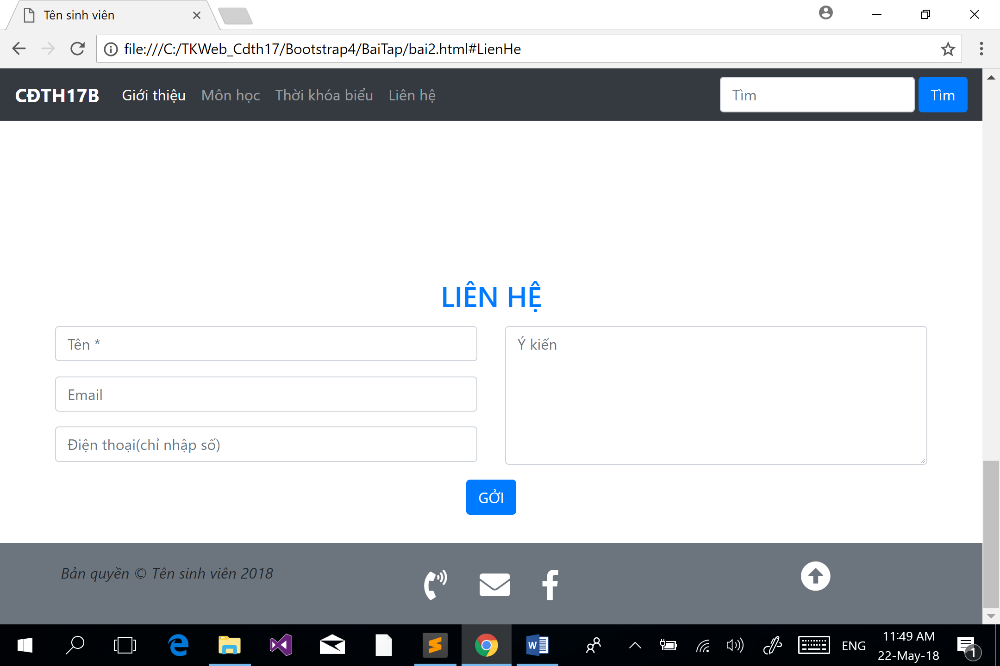 Tên sinh viên
file:///C:/TKWeb_Cdth17/Bootstrap4/BaiTap/bai2.html#LienHe
CĐTH17B Giới thiệu Môn học Thời khóa biểu Liên hệ Tìm Tìm
LIÊN HỆ
Tên *
Ý kiến
Email
Điện thoại(chỉ nhập số)
GỞI
Bản quyền © Tên sinh viên 2018
ENG
11:49 AM
22-May-18
1